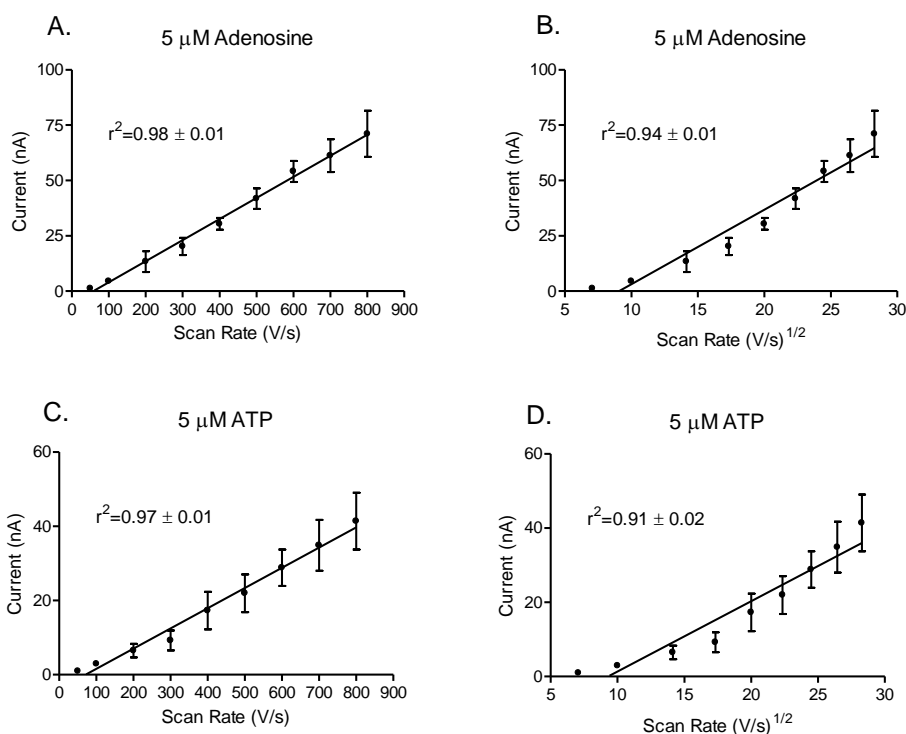 A.
5 μM Adenosine
100
75
50
25
0
Current (nA)
r²=0.98 ± 0.01
0 100 200 300 400 500 600 700 800 900
Scan Rate (V/s)
B.
5 μM Adenosine
100
75
50
25
0
Current (nA)
r²=0.94 ± 0.01
5 10 15 20 25 30
Scan Rate (V/s)^1/2
C.
5 μM ATP
60
40
20
0
Current (nA)
r²=0.97 ± 0.01
0 100 200 300 400 500 600 700 800 900
Scan Rate (V/s)
D.
5 μM ATP
60
40
20
0
Current (nA)
r²=0.91 ± 0.02
5 10 15 20 25 30
Scan Rate (V/s)^1/2